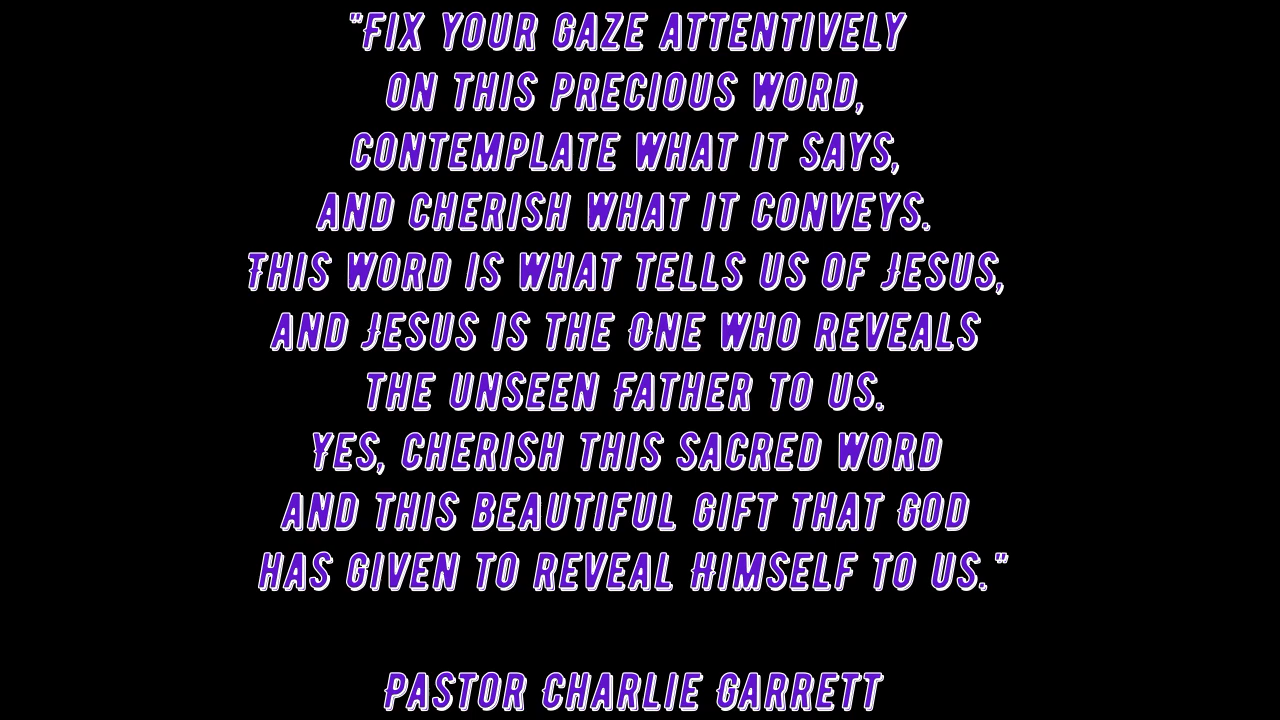 "Fix your gaze attentively
on this precious word,
contemplate what it says,
and cherish what it conveys.
This word is what tells us of Jesus,
and Jesus is the One who reveals
the unseen Father to us.
Yes, cherish this sacred word
and this beautiful gift that God
has given to reveal Himself to us."
Pastor Charlie Garrett